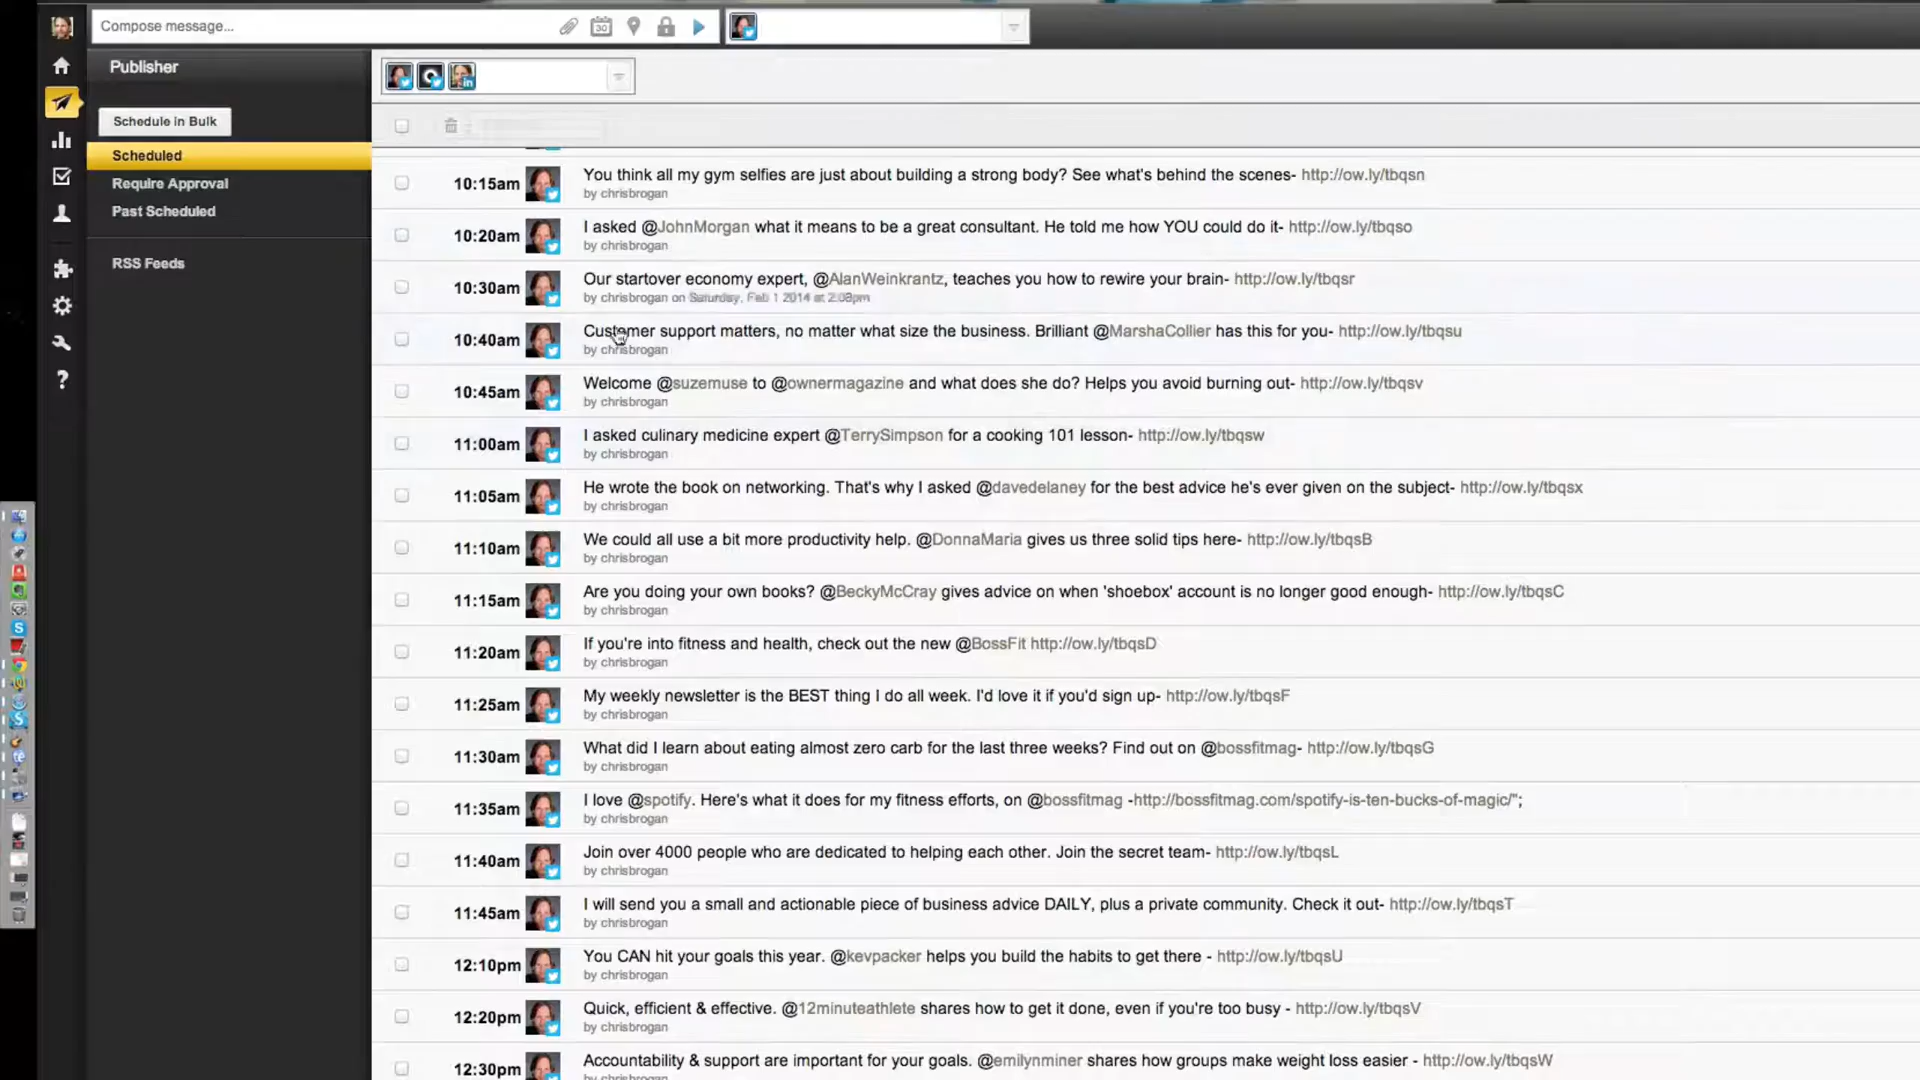 Compose message...
30
Publisher
Schedule in Bulk
Scheduled
Require Approval
Past Scheduled
RSS Feeds
10:15am You think all my gym selfies are just about building a strong body? See what's behind the scenes- http://ow.ly/tbqsn
by chrisbrogan
10:20am I asked @JohnMorgan what it means to be a great consultant. He told me how YOU could do it- http://ow.ly/tbqso
by chrisbrogan
10:30am Our startover economy expert, @AlanWeinkrantz, teaches you how to rewire your brain- http://ow.ly/tbqsr
by chrisbrogan on Saturday, Feb 1 2014 at 2:08pm
10:40am Customer support matters, no matter what size the business. Brilliant @MarshaCollier has this for you- http://ow.ly/tbqsu
by chrisbrogan
10:45am Welcome @suzemuse to @ownermagazine and what does she do? Helps you avoid burning out- http://ow.ly/tbqsv
by chrisbrogan
11:00am I asked culinary medicine expert @TerrySimpson for a cooking 101 lesson- http://ow.ly/tbqsw
by chrisbrogan
11:05am He wrote the book on networking. That's why I asked @davedelaney for the best advice he's ever given on the subject- http://ow.ly/tbqsx
by chrisbrogan
11:10am We could all use a bit more productivity help. @DonnaMaria gives us three solid tips here- http://ow.ly/tbqsB
by chrisbrogan
11:15am Are you doing your own books? @BeckyMcCray gives advice on when 'shoebox' account is no longer good enough- http://ow.ly/tbqsC
by chrisbrogan
11:20am If you're into fitness and health, check out the new @BossFit http://ow.ly/tbqsD
by chrisbrogan
11:25am My weekly newsletter is the BEST thing I do all week. I'd love it if you'd sign up- http://ow.ly/tbqsF
by chrisbrogan
11:30am What did I learn about eating almost zero carb for the last three weeks? Find out on @bossfitmag- http://ow.ly/tbqsG
by chrisbrogan
11:35am I love @spotify. Here's what it does for my fitness efforts, on @bossfitmag -http://bossfitmag.com/spotify-is-ten-bucks-of-magic/";
by chrisbrogan
11:40am Join over 4000 people who are dedicated to helping each other. Join the secret team- http://ow.ly/tbqsL
by chrisbrogan
11:45am I will send you a small and actionable piece of business advice DAILY, plus a private community. Check it out- http://ow.ly/tbqsT
by chrisbrogan
12:10pm You CAN hit your goals this year. @kevpacker helps you build the habits to get there - http://ow.ly/tbqsU
by chrisbrogan
12:20pm Quick, efficient & effective. @12minuteathlete shares how to get it done, even if you're too busy - http://ow.ly/tbqsV
by chrisbrogan
12:30pm Accountability & support are important for your goals. @emilynminer shares how groups make weight loss easier - http://ow.ly/tbqsW
by chrisbrogan